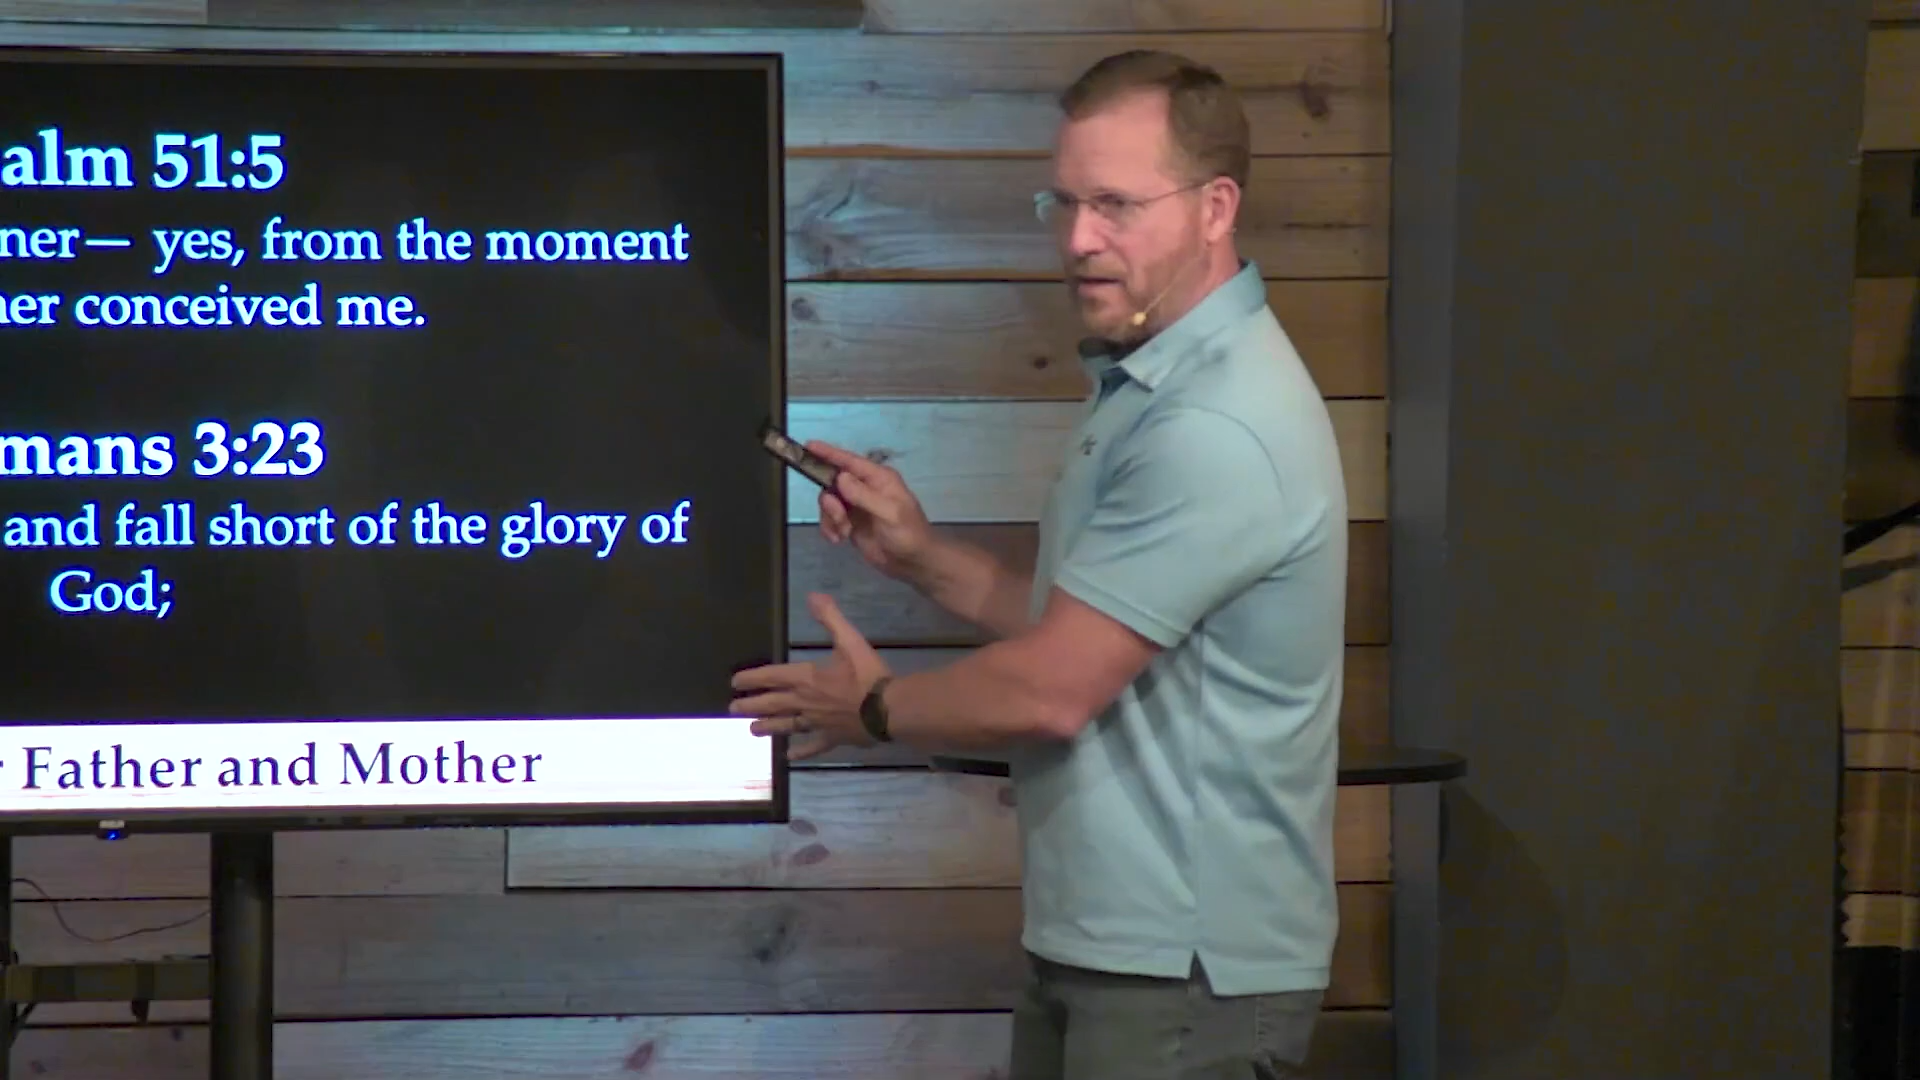 alm 51:5
ner— yes, from the moment
her conceived me.
mans 3:23
and fall short of the glory of
God;
r Father and Mother